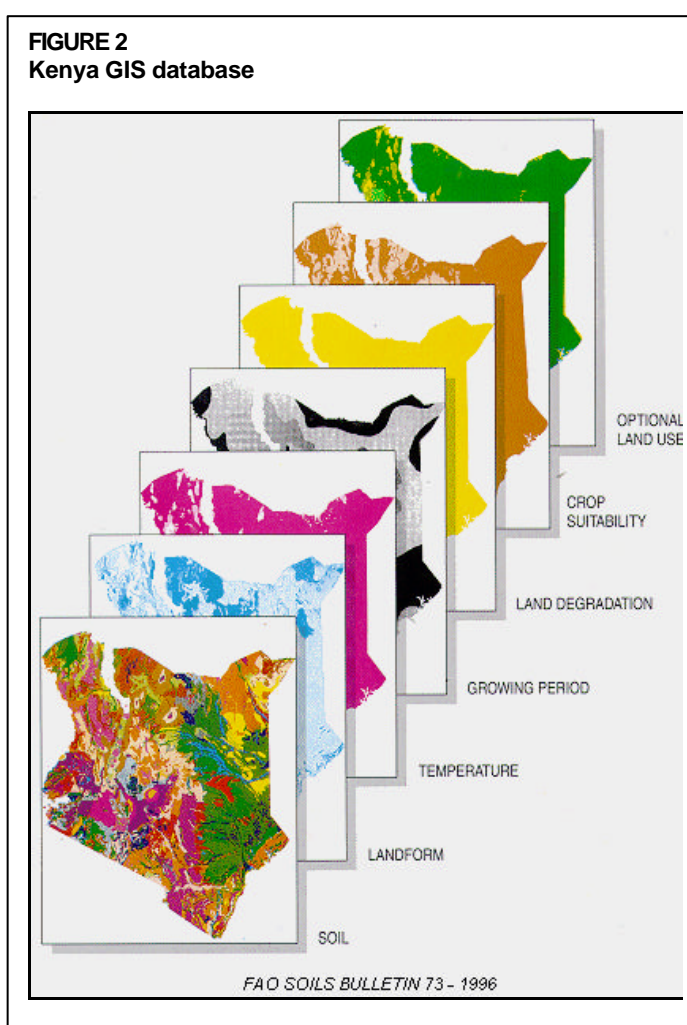 FIGURE 2
Kenya GIS database
OPTIONAL
LAND USE
CROP
SUITABILITY
LAND DEGRADATION
GROWING PERIOD
TEMPERATURE
LANDFORM
SOIL
FAO SOILS BULLETIN 73 - 1996